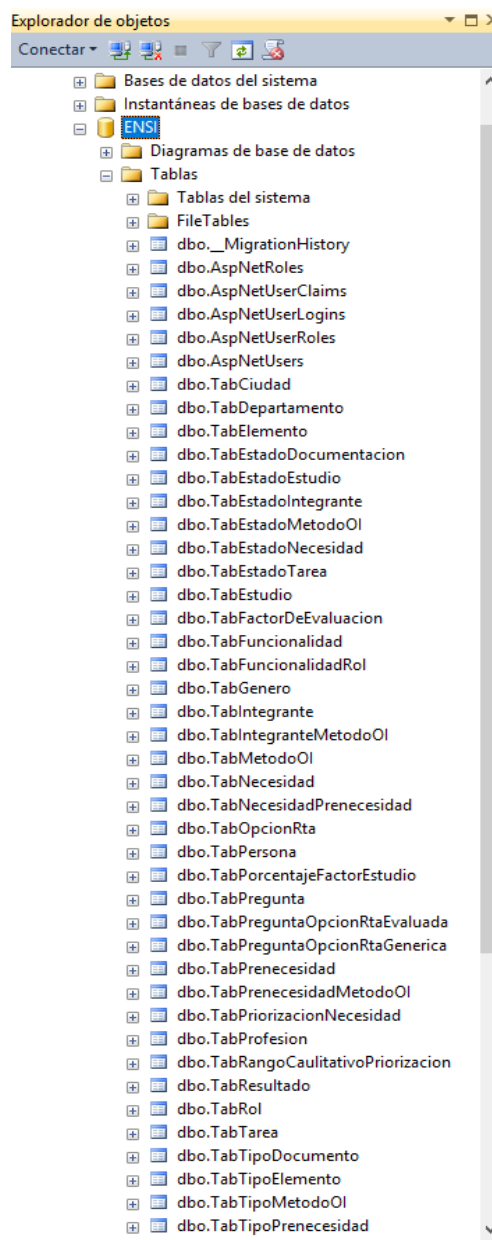 Explorador de objetos
Conectar
Bases de datos del sistema
Instantáneas de bases de datos
ENSI
Diagramas de base de datos
Tablas
Tablas del sistema
FileTables
dbo.__MigrationHistory
dbo.AspNetRoles
dbo.AspNetUserClaims
dbo.AspNetUserLogins
dbo.AspNetUserRoles
dbo.AspNetUsers
dbo.TabCiudad
dbo.TabDepartamento
dbo.TabElemento
dbo.TabEstadoDocumentacion
dbo.TabEstadoEstudio
dbo.TabEstadoIntegrante
dbo.TabEstadoMetodoOI
dbo.TabEstadoNecesidad
dbo.TabEstadoTarea
dbo.TabEstudio
dbo.TabFactorDeEvaluacion
dbo.TabFuncionalidad
dbo.TabFuncionalidadRol
dbo.TabGenero
dbo.TabIntegrante
dbo.TabIntegranteMetodoOI
dbo.TabMetodoOI
dbo.TabNecesidad
dbo.TabNecesidadPrenecesidad
dbo.TabOpcionRta
dbo.TabPersona
dbo.TabPorcentajeFactorEstudio
dbo.TabPregunta
dbo.TabPreguntaOpcionRtaEvaluada
dbo.TabPreguntaOpcionRtaGenerica
dbo.TabPrenecesidad
dbo.TabPrenecesidadMetodoOI
dbo.TabPriorizacionNecesidad
dbo.TabProfesion
dbo.TabRangoCaulitativoPriorizacion
dbo.TabResultado
dbo.TabRol
dbo.TabTarea
dbo.TabTipoDocumento
dbo.TabTipoElemento
dbo.TabTipoMetodoOI
dbo.TabTipoPrenecesidad